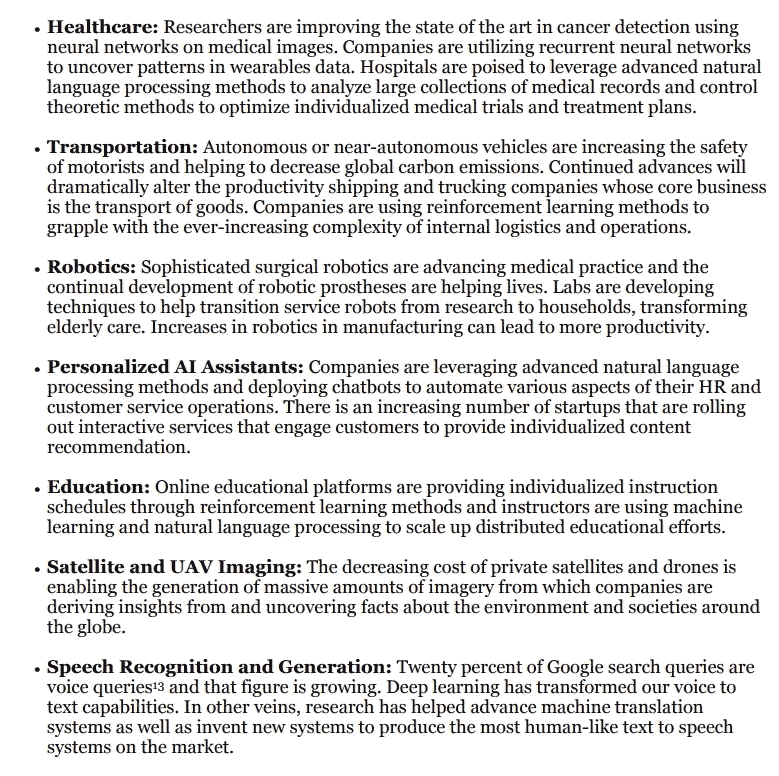 • Healthcare: Researchers are improving the state of the art in cancer detection using
neural networks on medical images. Companies are utilizing recurrent neural networks
to uncover patterns in wearables data. Hospitals are poised to leverage advanced natural
language processing methods to analyze large collections of medical records and control
theoretic methods to optimize individualized medical trials and treatment plans.
• Transportation: Autonomous or near-autonomous vehicles are increasing the safety
of motorists and helping to decrease global carbon emissions. Continued advances will
dramatically alter the productivity shipping and trucking companies whose core business
is the transport of goods. Companies are using reinforcement learning methods to
grapple with the ever-increasing complexity of internal logistics and operations.
• Robotics: Sophisticated surgical robotics are advancing medical practice and the
continual development of robotic prostheses are helping lives. Labs are developing
techniques to help transition service robots from research to households, transforming
elderly care. Increases in robotics in manufacturing can lead to more productivity.
• Personalized AI Assistants: Companies are leveraging advanced natural language
processing methods and deploying chatbots to automate various aspects of their HR and
customer service operations. There is an increasing number of startups that are rolling
out interactive services that engage customers to provide individualized content
recommendation.
• Education: Online educational platforms are providing individualized instruction
schedules through reinforcement learning methods and instructors are using machine
learning and natural language processing to scale up distributed educational efforts.
• Satellite and UAV Imaging: The decreasing cost of private satellites and drones is
enabling the generation of massive amounts of imagery from which companies are
deriving insights from and uncovering facts about the environment and societies around
the globe.
• Speech Recognition and Generation: Twenty percent of Google search queries are
voice queries¹³ and that figure is growing. Deep learning has transformed our voice to
text capabilities. In other veins, research has helped advance machine translation
systems as well as invent new systems to produce the most human-like text to speech
systems on the market.